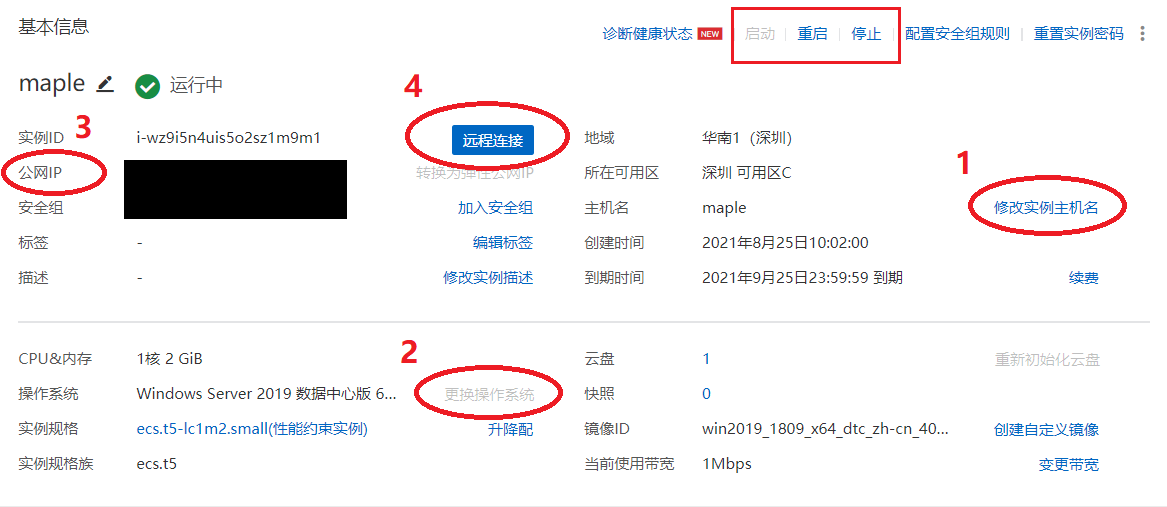 基本信息
诊断健康状态 NEW 启动 重启 停止 配置安全组规则 重置实例密码
maple 运行中
4
实例ID i-wz9i5n4uis5o2sz1m9m1 远程连接 地域 华南1（深圳）
3
公网IP 转换为弹性公网IP 所在可用区 深圳 可用区C
1
安全组 加入安全组 主机名 maple 修改实例主机名
标签 - 编辑标签 创建时间 2021年8月25日10:02:00
描述 - 修改实例描述 到期时间 2021年9月25日23:59:59 到期 续费
CPU&内存 1核 2 GiB 云盘 1 重新初始化云盘
2
操作系统 Windows Server 2019 数据中心版 6... 更换操作系统 快照 0
实例规格 ecs.t5-lc1m2.small(性能约束实例) 升降配 镜像ID win2019_1809_x64_dtc_zh-cn_40... 创建自定义镜像
实例规格族 ecs.t5 当前使用带宽 1Mbps 变更带宽